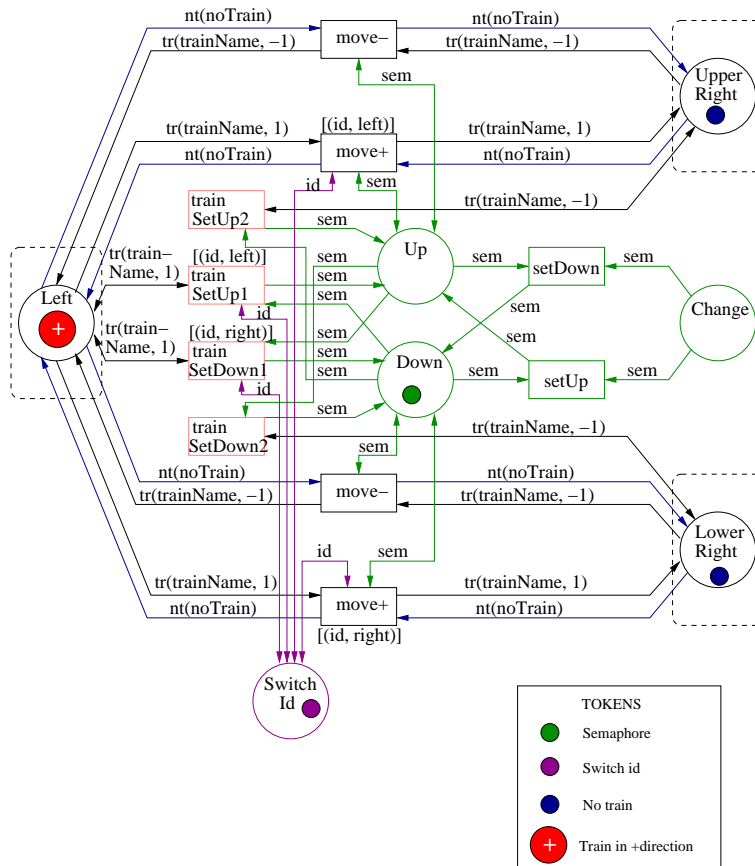 nt(noTrain)
nt(noTrain)
move−
tr(trainName, −1)
tr(trainName, −1)
Upper
Right
sem
[(id, left)]
tr(trainName, 1)
tr(trainName, 1)
move+
nt(noTrain)
nt(noTrain)
id
sem
train
SetUp2
tr(trainName, −1)
sem
tr(train−
Name, 1)
[(id, left)]
sem
Up
sem
sem
train
SetUp1
sem
setDown
Left
id
sem
sem
Change
+
tr(train−
Name, 1)
[(id, right)]
sem
sem
train
SetDown1
sem
Down
id
sem
sem
setUp
sem
train
SetDown2
sem
tr(trainName, −1)
sem
nt(noTrain)
nt(noTrain)
move−
tr(trainName, −1)
tr(trainName, −1)
Lower
Right
id
sem
tr(trainName, 1)
tr(trainName, 1)
move+
nt(noTrain)
nt(noTrain)
[(id, right)]
Switch
Id
TOKENS
Semaphore
Switch id
No train
+
Train in +direction